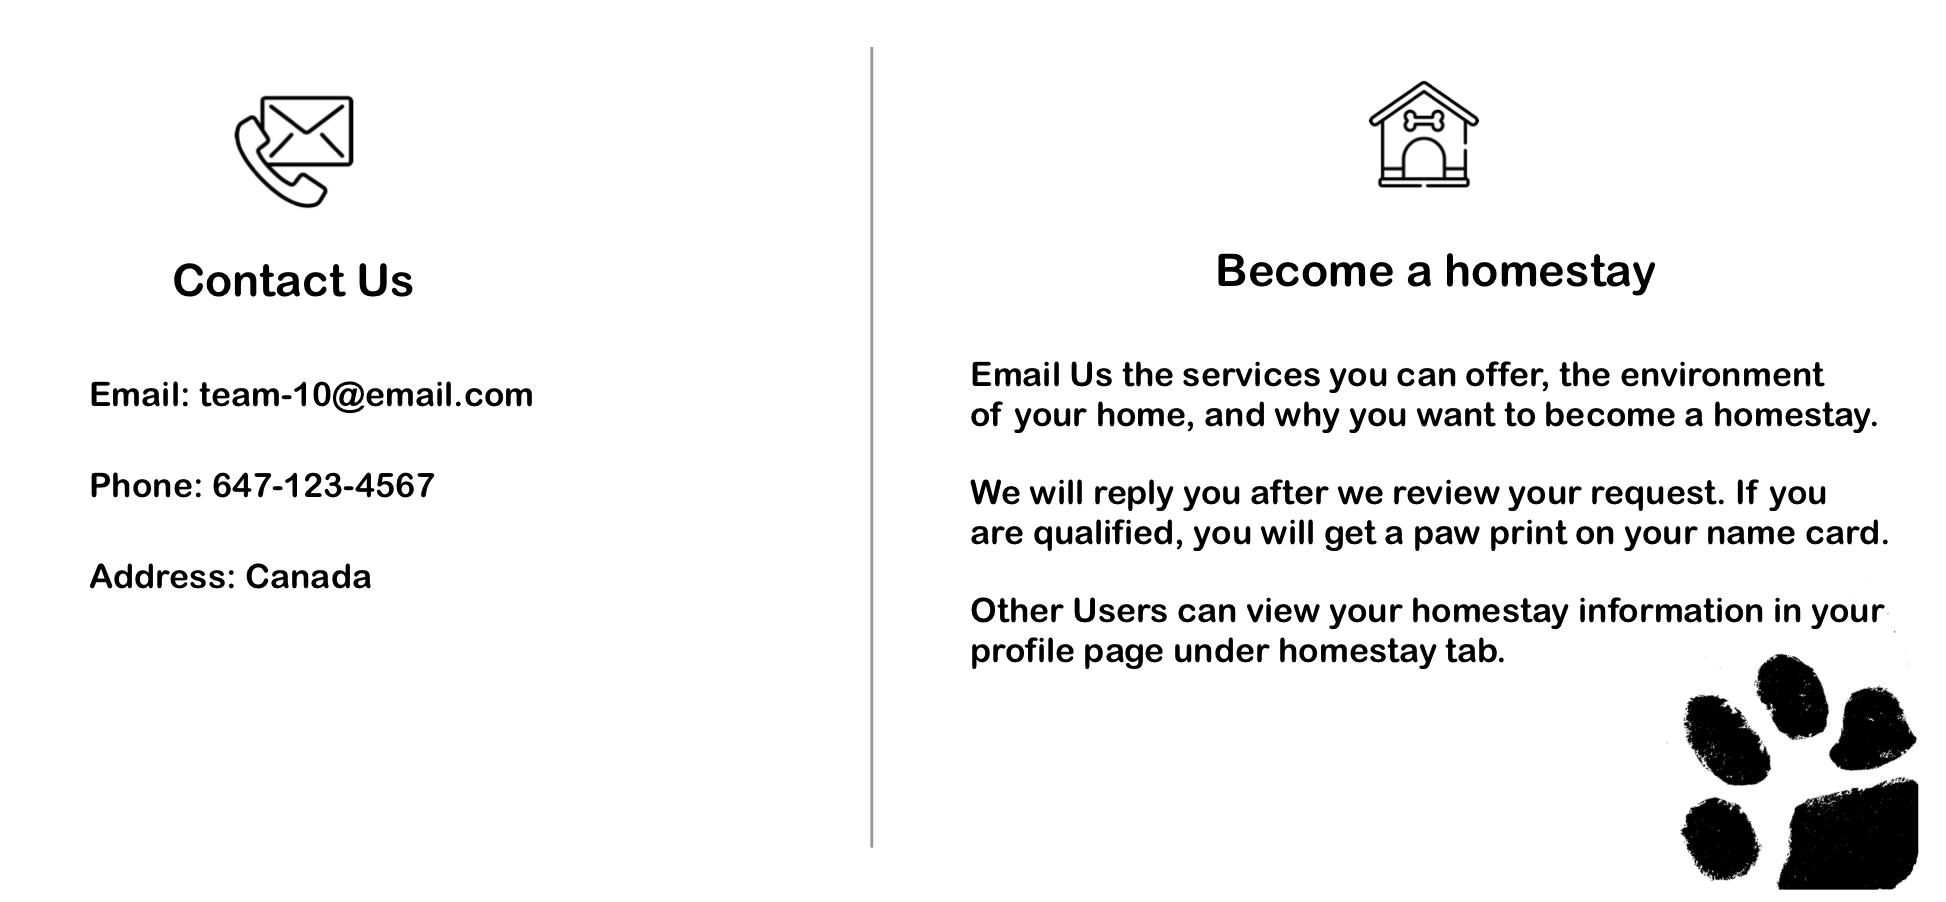 Contact Us
Email: team-10@email.com
Phone: 647-123-4567
Address: Canada
Become a homestay
Email Us the services you can offer, the environment
of your home, and why you want to become a homestay.
We will reply you after we review your request. If you
are qualified, you will get a paw print on your name card.
Other Users can view your homestay information in your
profile page under homestay tab.